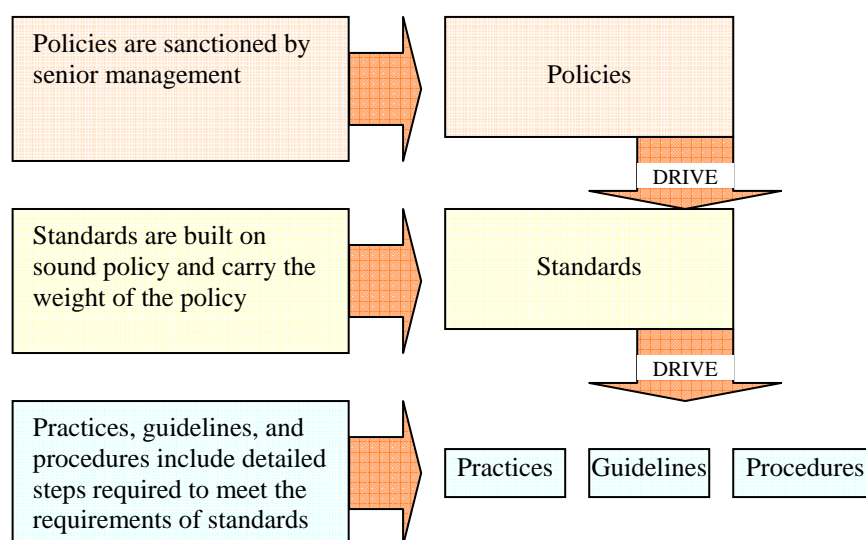 Policies are sanctioned by
senior management
Policies
DRIVE
Standards are built on
sound policy and carry the
weight of the policy
Standards
DRIVE
Practices, guidelines, and
procedures include detailed
steps required to meet the
requirements of standards
Practices
Guidelines
Procedures